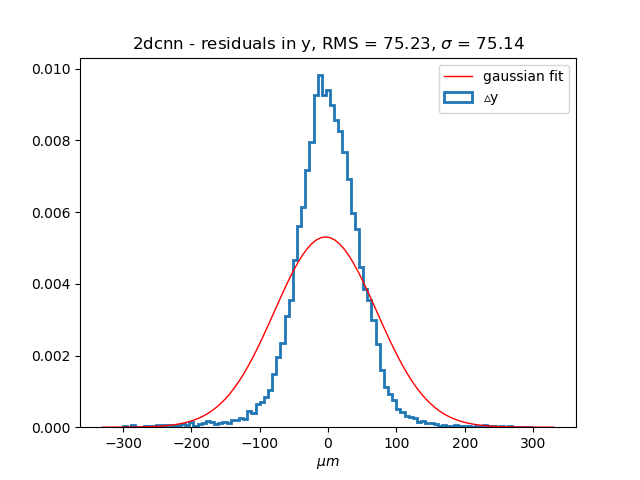 2dcnn - residuals in y, RMS = 75.23, σ = 75.14
0.010
0.008
0.006
0.004
0.002
0.000
gaussian fit
▵y
−300 −200 −100 0 100 200 300
μm